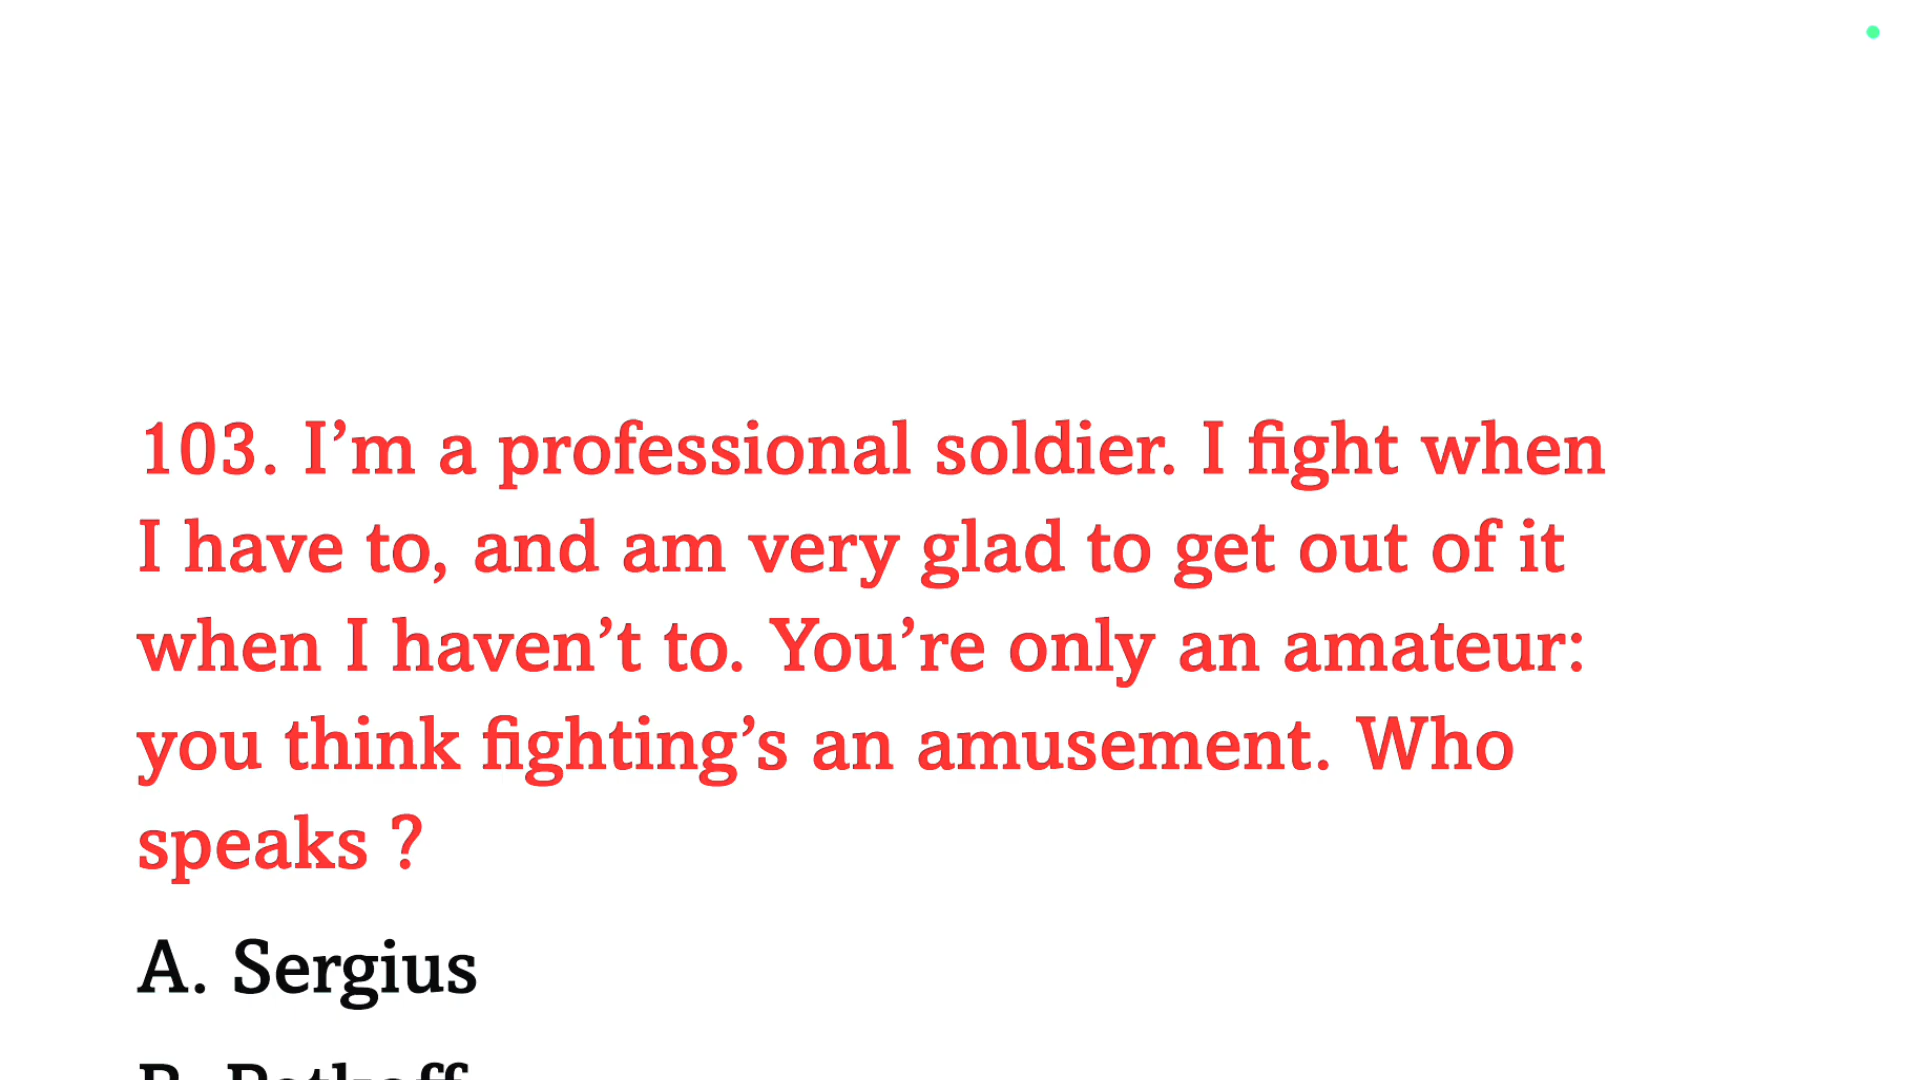 103. I’m a professional soldier. I fight when
I have to, and am very glad to get out of it
when I haven’t to. You’re only an amateur:
you think fighting’s an amusement. Who
speaks ?
A. Sergius
B. Petkoff